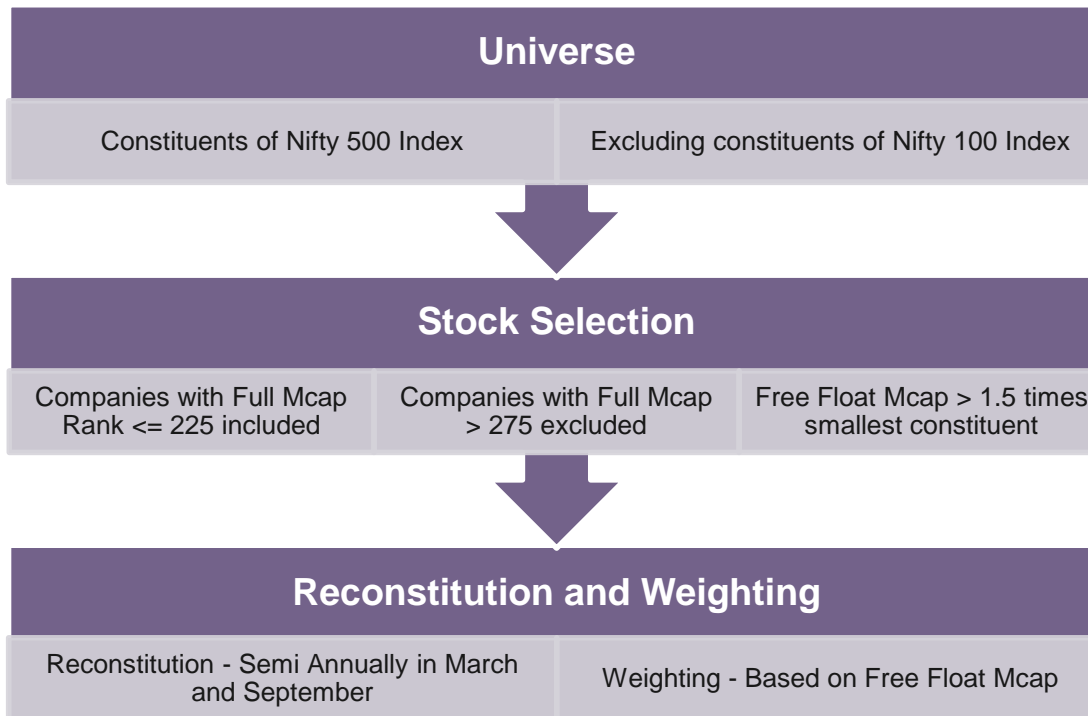 Universe
Constituents of Nifty 500 Index
Excluding constituents of Nifty 100 Index
Stock Selection
Companies with Full Mcap
Rank <= 225 included
Companies with Full Mcap
> 275 excluded
Free Float Mcap > 1.5 times
smallest constituent
Reconstitution and Weighting
Reconstitution - Semi Annually in March
and September
Weighting - Based on Free Float Mcap